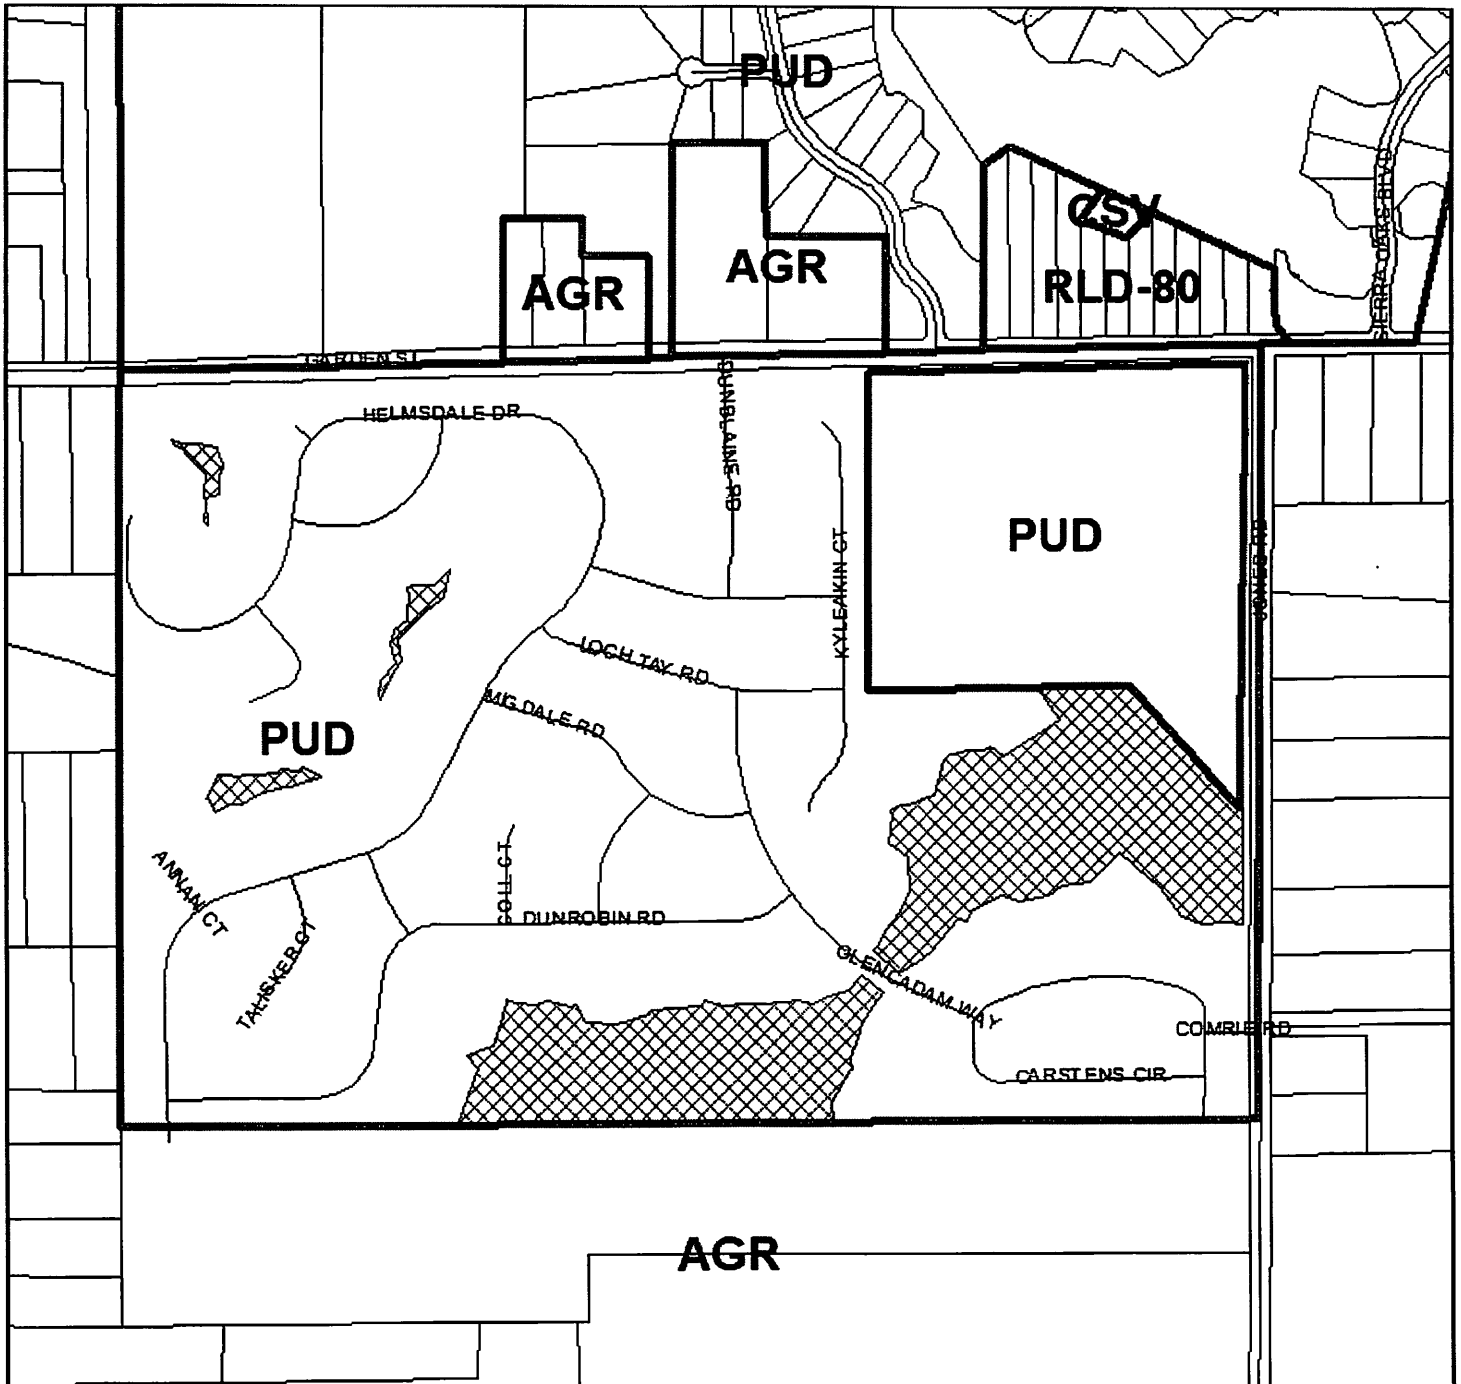 PUD
CSV
AGR
AGR
RLD-80
SIERRA OAKS BLVD
GARDEN ST
HELMSDALE DR
DUNBLAINE RD
PUD
JONES RD
KYLEAKIN CT
LOCH TAY RD
MIGDALE RD
PUD
ANNAN CT
COLL CT
DUNROBIN RD
TALISKER CT
GLENCADAM WAY
COMRIE RD
CARSTENS CIR
AGR